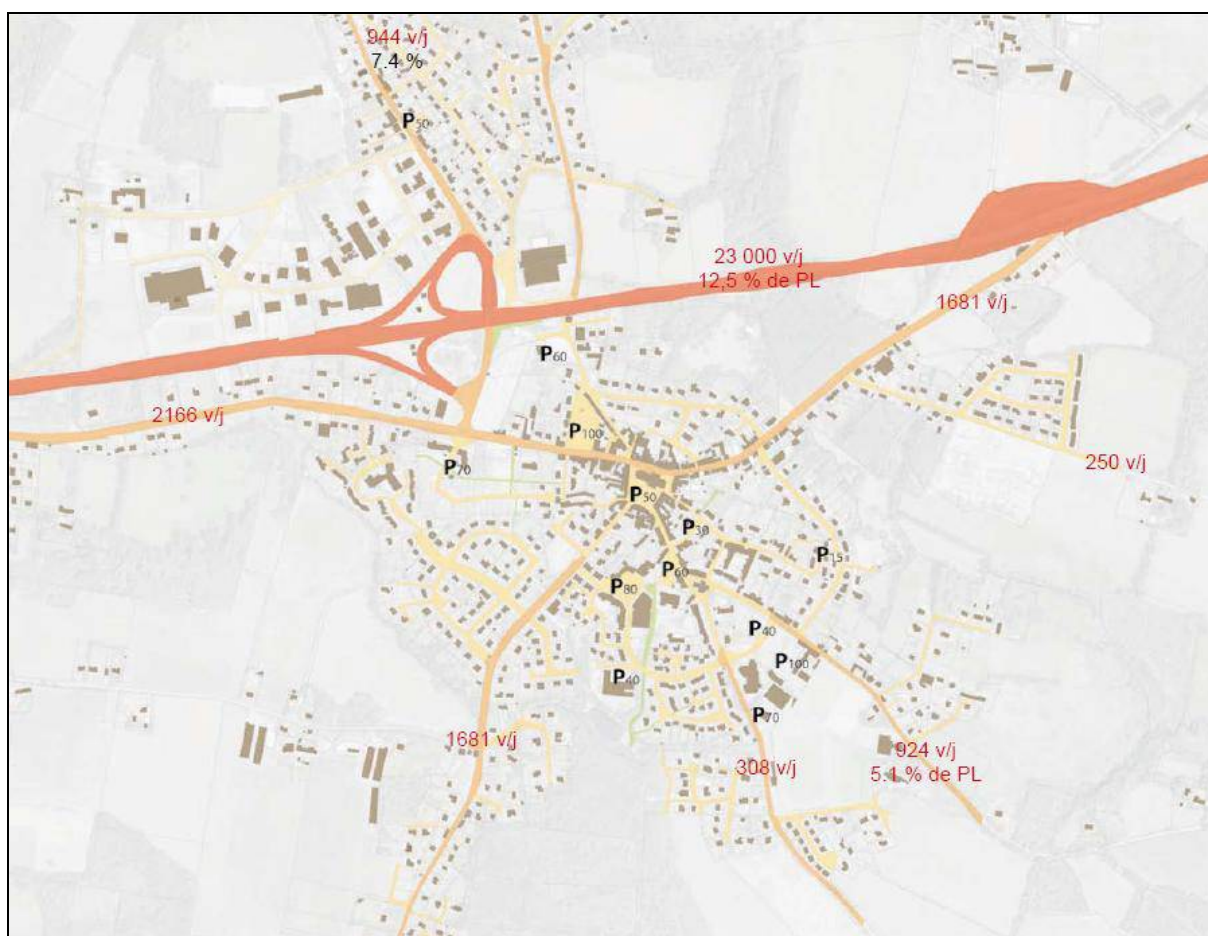 944 v/j
7.4 %
P50
23 000 v/j
12,5 % de PL
1681 v/j
P60
2166 v/j
P100
250 v/j
P70
P50
P30
P15
P60
P80
P40
P100
P40
P70
1681 v/j
308 v/j
924 v/j
5.1 % de PL